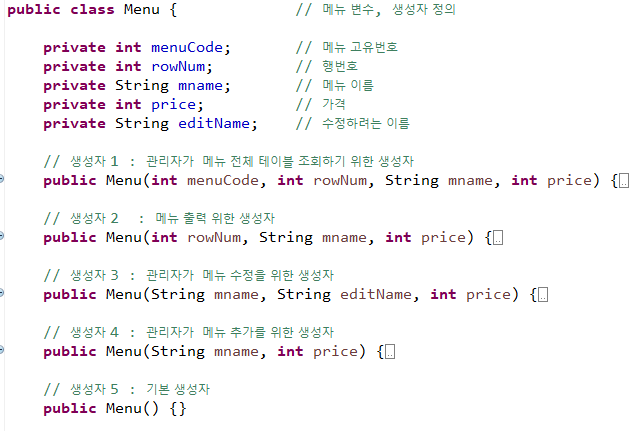 public class Menu {             // 메뉴 변수, 생성자 정의
    private int menuCode;       // 메뉴 고유번호
    private int rowNum;         // 행번호
    private String mname;       // 메뉴 이름
    private int price;          // 가격
    private String editName;    // 수정하려는 이름
    // 생성자 1 : 관리자가 메뉴 전체 테이블 조회하기 위한 생성자
    public Menu(int menuCode, int rowNum, String mname, int price) {..
    // 생성자 2  : 메뉴 출력 위한 생성자
    public Menu(int rowNum, String mname, int price) {..
    // 생성자 3 : 관리자가 메뉴 수정을 위한 생성자
    public Menu(String mname, String editName, int price) {..
    // 생성자 4 : 관리자가 메뉴 추가를 위한 생성자
    public Menu(String mname, int price) {..
    // 생성자 5 : 기본 생성자
    public Menu() {}